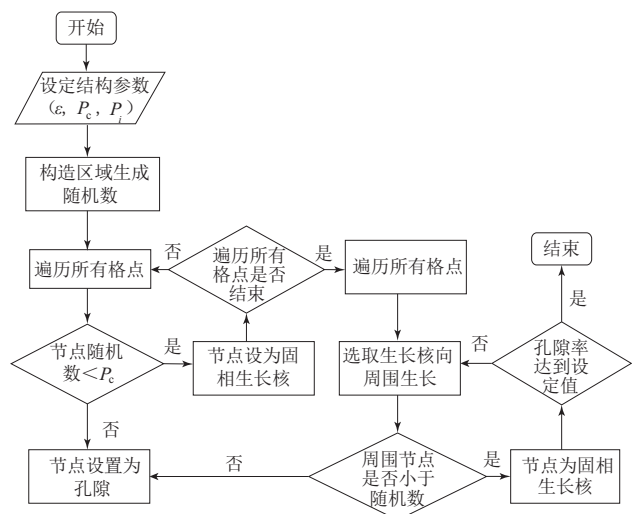 开始
设定结构参数
(ε, Pc, Pi)
构造区域生成
随机数
遍历所有格点
否
遍历所有
格点是否
结束
是
遍历所有格点
结束
是
节点随机
数<Pc
是
节点设为固
相生长核
选取生长核向
周围生长
否
孔隙率
达到设
定值
否
节点设置为
孔隙
否
周围节点
是否小于
随机数
是
节点为固相
生长核